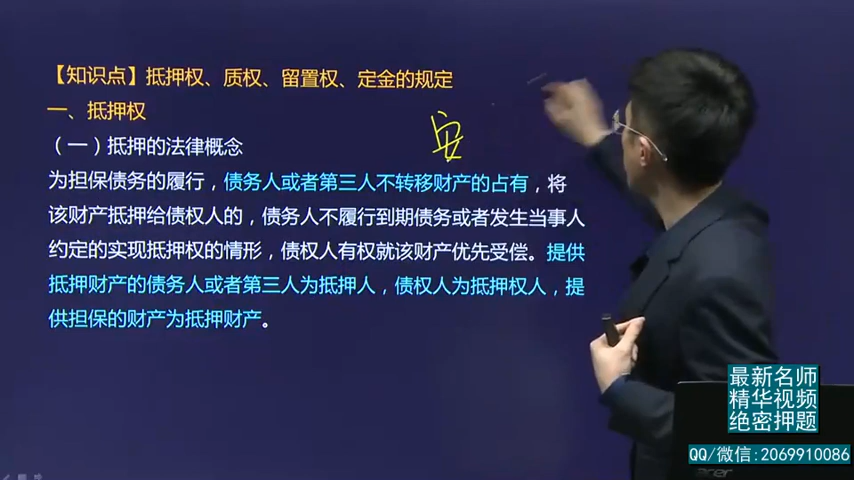 【知识点】抵押权、质权、留置权、定金的规定
一、抵押权
（一）抵押的法律概念
安
为担保债务的履行，债务人或者第三人不转移财产的占有，将
该财产抵押给债权人的，债务人不履行到期债务或者发生当事人
约定的实现抵押权的情形，债权人有权就该财产优先受偿。提供
抵押财产的债务人或者第三人为抵押人，债权人为抵押权人，提
供担保的财产为抵押财产。
最新名师
精华视频
绝密押题
QQ/微信:2069910086
acer